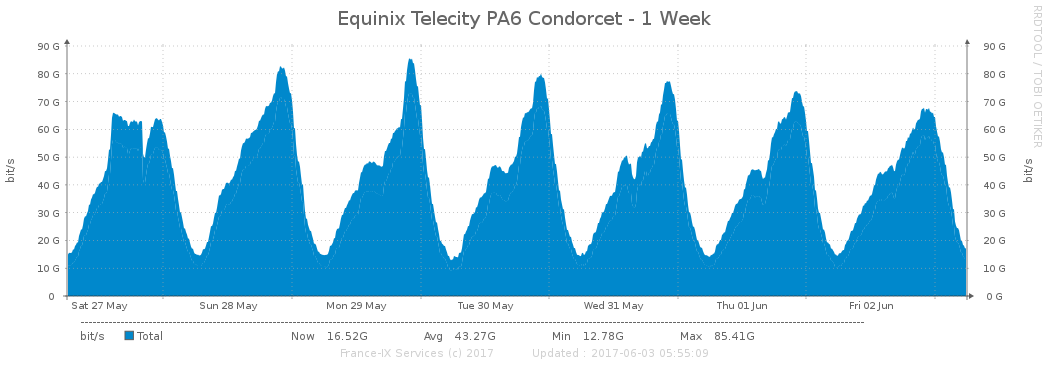 Equinix Telecity PA6 Condorcet - 1 Week
RRDTOOL / TOBI OETIKER
90 G 90 G
80 G 80 G
70 G 70 G
60 G 60 G
50 G 50 G
40 G 40 G
30 G 30 G
20 G 20 G
10 G 10 G
0 0 G
bit/s
bit/s
Sat 27 May Sun 28 May Mon 29 May Tue 30 May Wed 31 May Thu 01 Jun Fri 02 Jun
bit/s Total Now 16.52G Avg 43.27G Min 12.78G Max 85.41G
France-IX Services (c) 2017 Updated : 2017-06-03 05:55:09